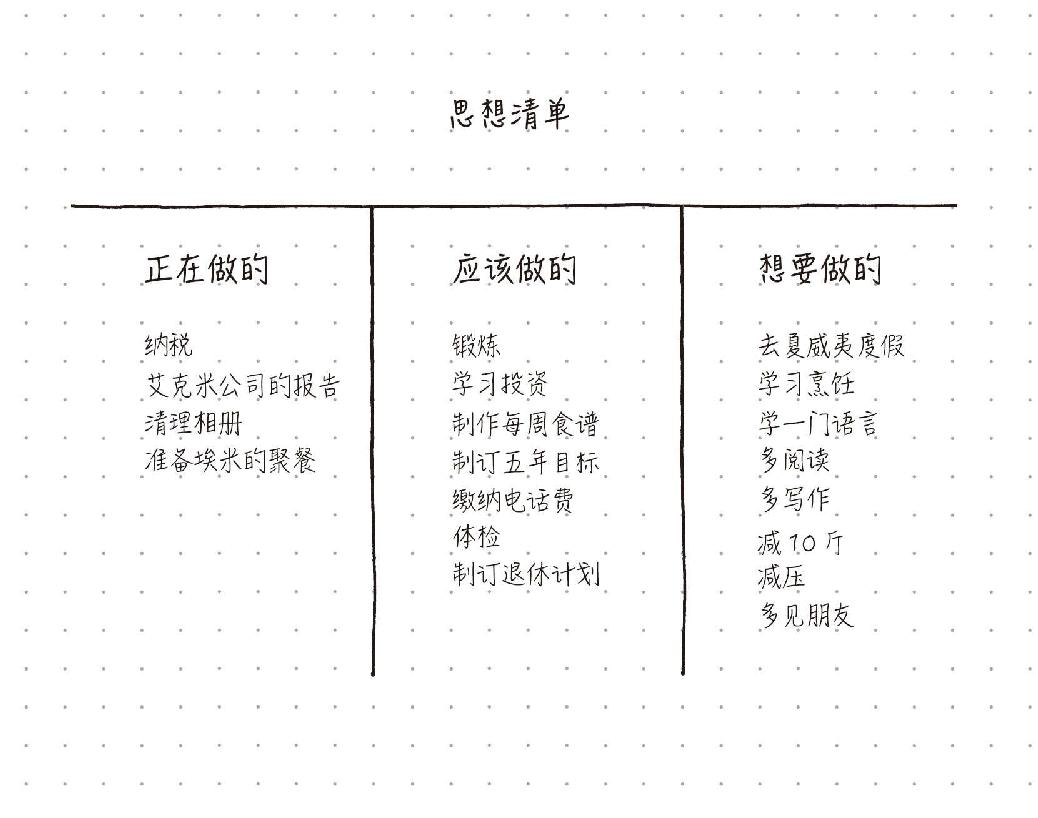 思想清单
正在做的
纳税
艾克米公司的报告
清理相册
准备埃米的聚餐
应该做的
锻炼
学习投资
制作每周食谱
制订五年目标
缴纳电话费
体检
制订退休计划
想要做的
去夏威夷度假
学习烹饪
学一门语言
多阅读
多写作
减10斤
减压
多见朋友